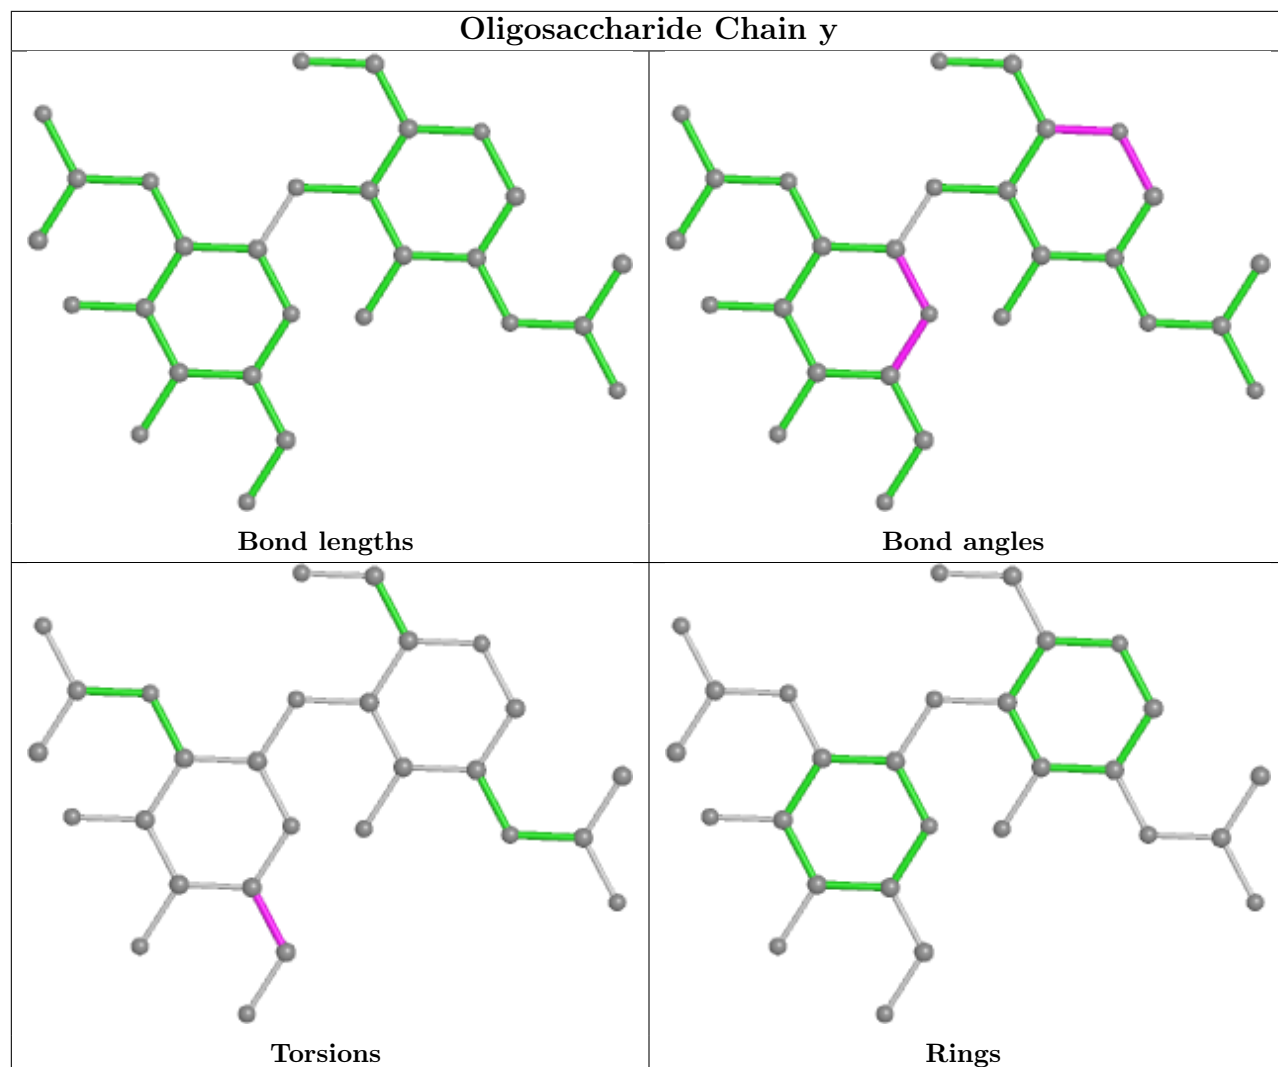 Oligosaccharide Chain y
Bond lengths
Bond angles
Torsions
Rings